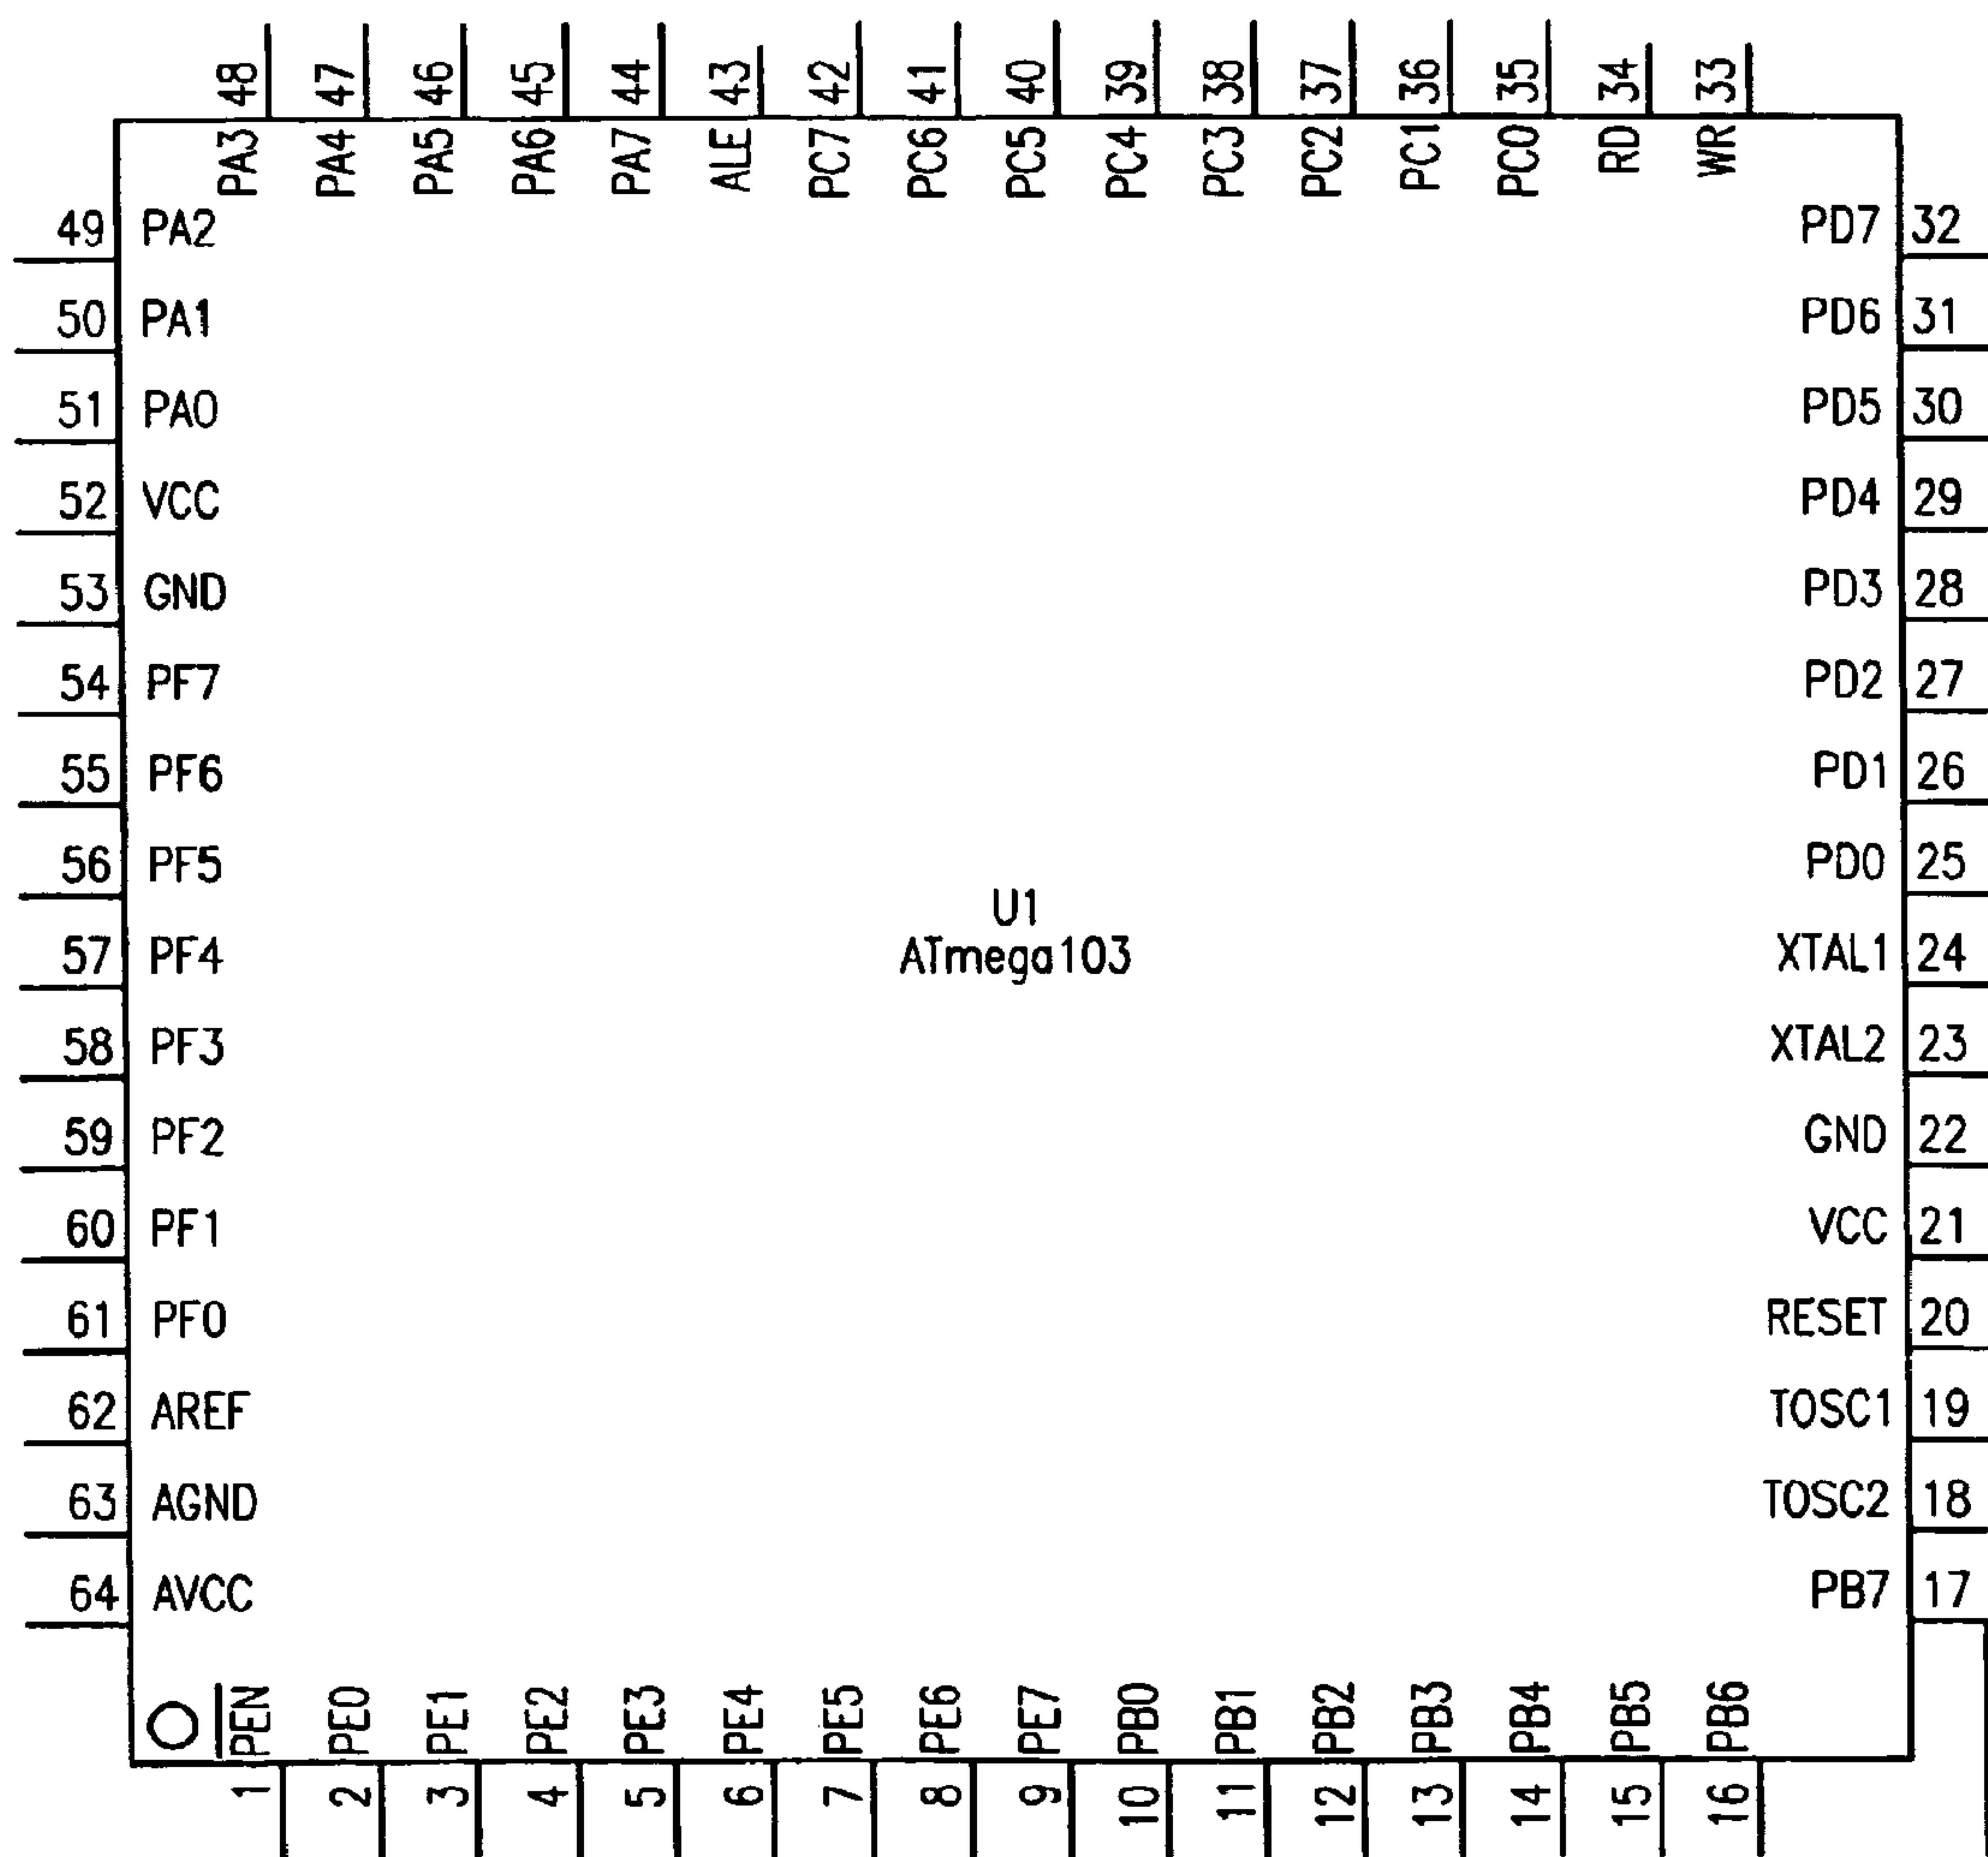 48 47 46 45 44 43 42 41 40 39 38 37 36 35 34 33
PA3 PA4 PA5 PA6 PA7 ALE PC7 PC6 PC5 PC4 PC3 PC2 PC1 PC0 RD WR
49 PA2 PD7 32
50 PA1 PD6 31
51 PA0 PD5 30
52 VCC PD4 29
53 GND PD3 28
54 PF7 PD2 27
55 PF6 PD1 26
56 PF5 PD0 25
U1
ATmega103
57 PF4 XTAL1 24
58 PF3 XTAL2 23
59 PF2 GND 22
60 PF1 VCC 21
61 PF0 RESET 20
62 AREF TOSC1 19
63 AGND TOSC2 18
64 AVCC PB7 17
PEN PE0 PE1 PE2 PE3 PE4 PE5 PE6 PE7 PB0 PB1 PB2 PB3 PB4 PB5 PB6
1 2 3 4 5 6 7 8 9 10 11 12 13 14 15 16